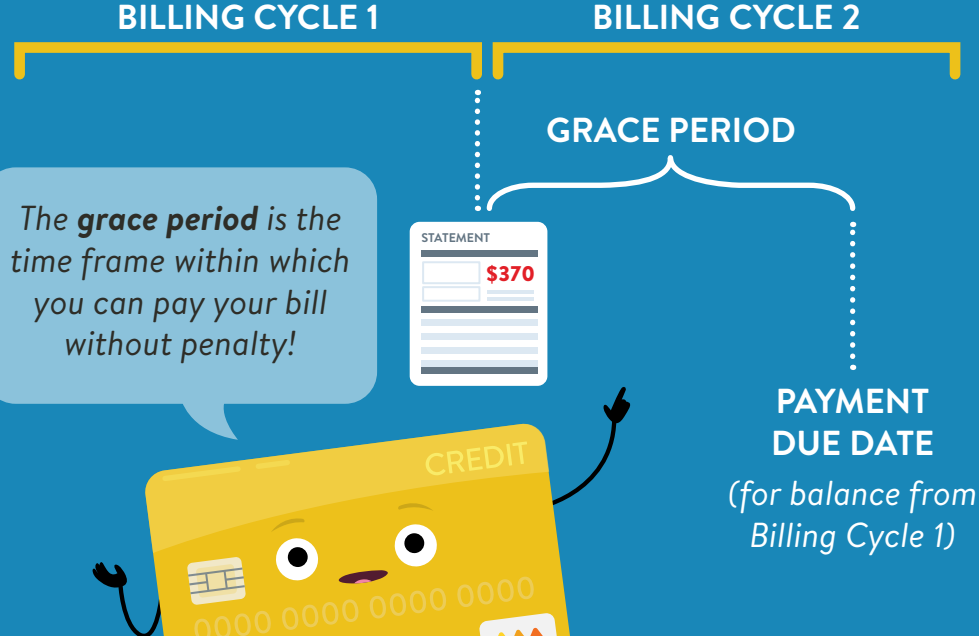 BILLING CYCLE 1
BILLING CYCLE 2
GRACE PERIOD
The grace period is the
time frame within which
you can pay your bill
without penalty!
STATEMENT
$370
PAYMENT
DUE DATE
(for balance from
Billing Cycle 1)
CREDIT
0000 0000 0000 0000